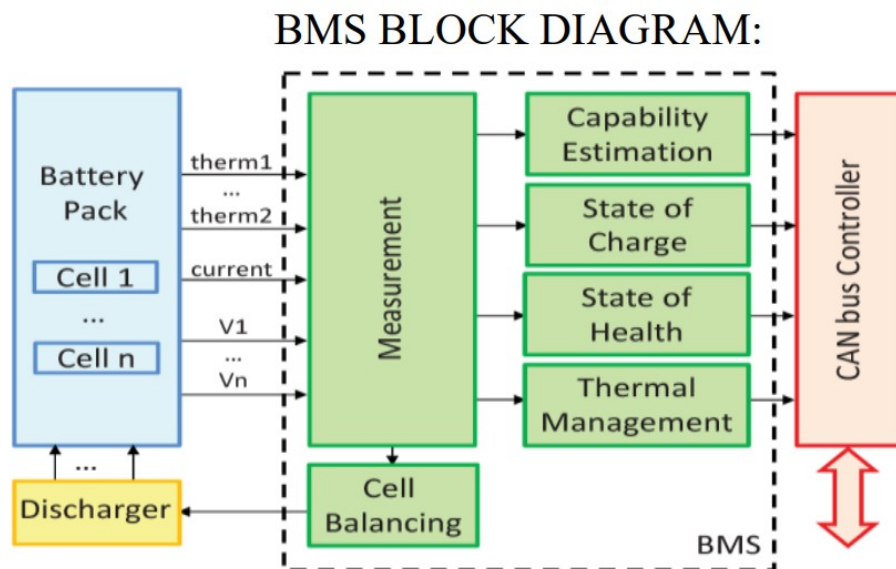 BMS BLOCK DIAGRAM:
Battery
Pack
Cell 1
...
Cell n
therm1
...
therm2
current
V1
...
Vn
Measurement
Capability
Estimation
State of
Charge
State of
Health
Thermal
Management
CAN bus Controller
...
Discharger
Cell
Balancing
BMS